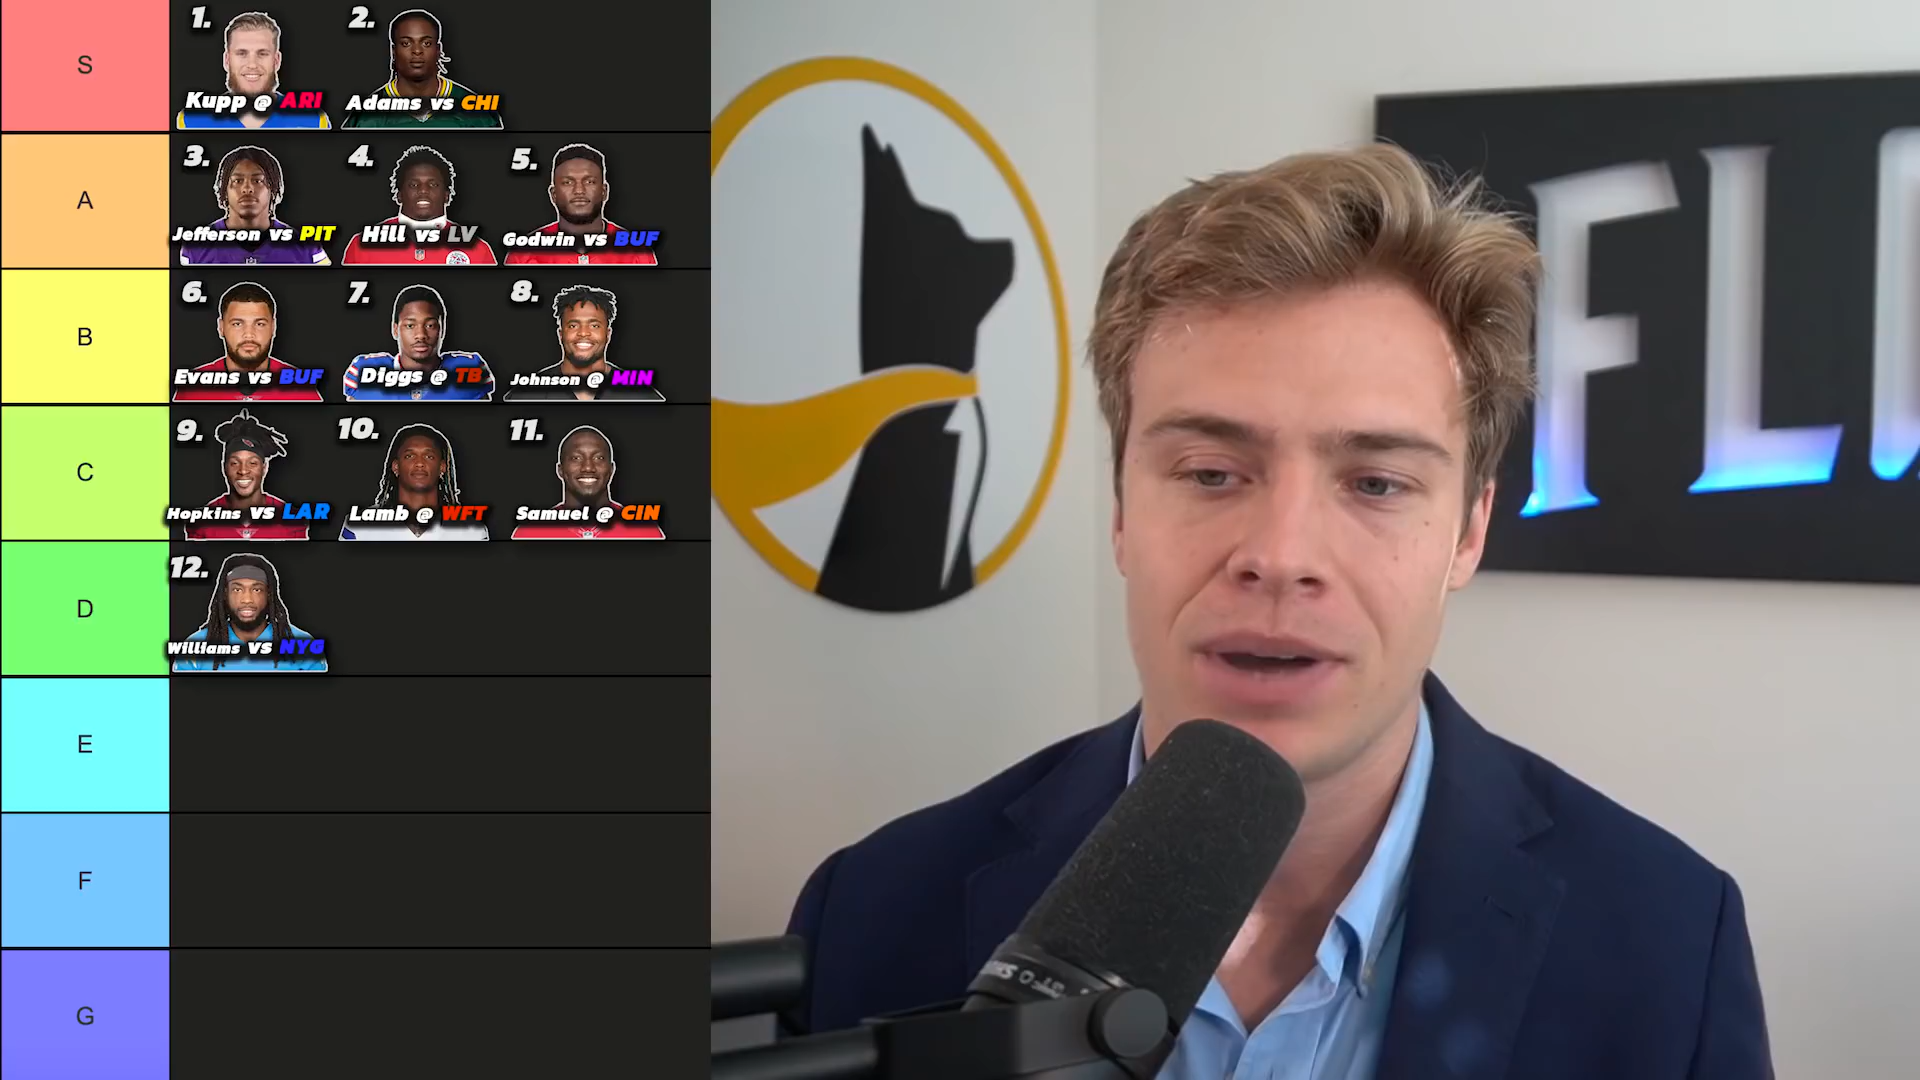 S
1.
Kupp @ ARI
2.
Adams vs CHI
A
3.
Jefferson vs PIT
4.
Hill vs LV
5.
Godwin vs BUF
B
6.
Evans vs BUF
7.
Diggs @ TB
8.
Johnson @ MIN
C
9.
Hopkins vs LAR
10.
Lamb @ WFT
11.
Samuel @ CIN
D
12.
Williams vs NYG
E
F
G
FL